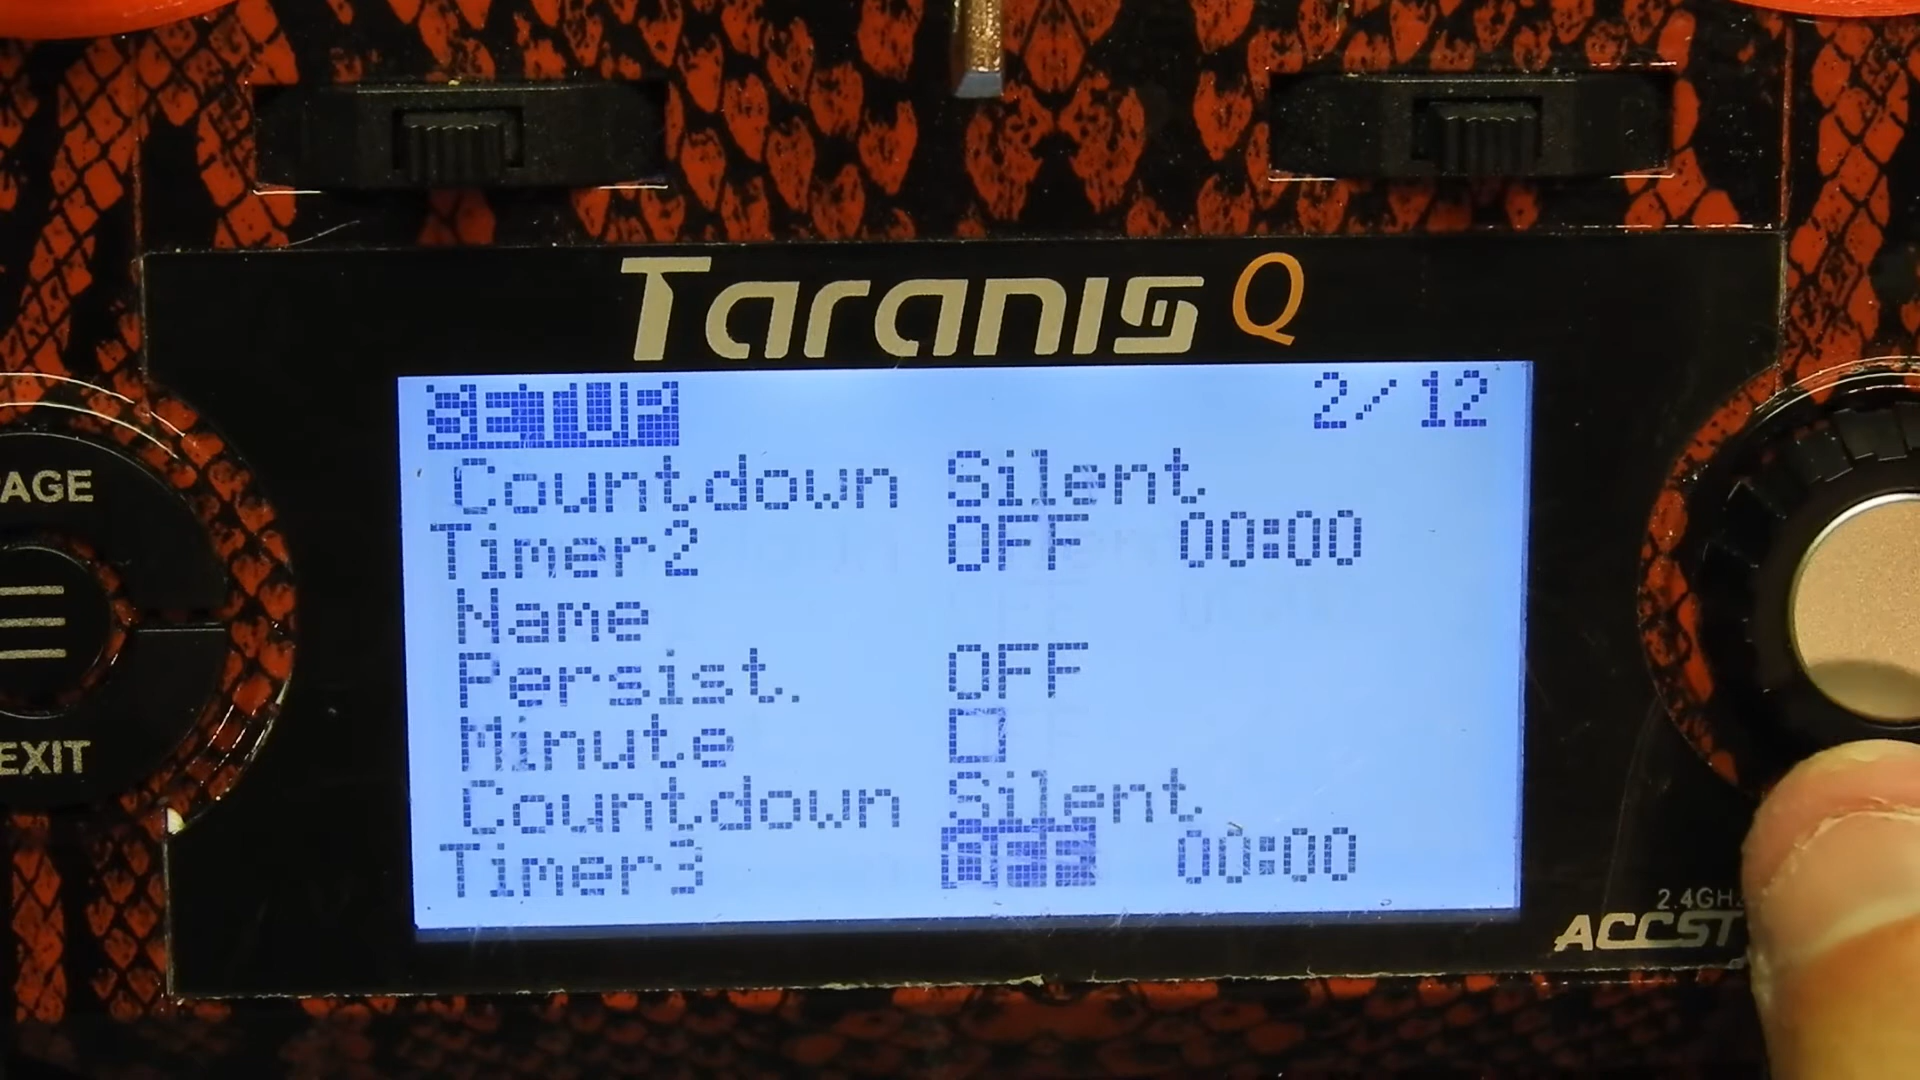 Taranis Q
SETUP 2/12
Countdown Silent
Timer2 OFF 00:00
Name
Persist. OFF
Minute
Countdown Silent
Timer3 00:00
AGE
EXIT
2.4GH
ACCST